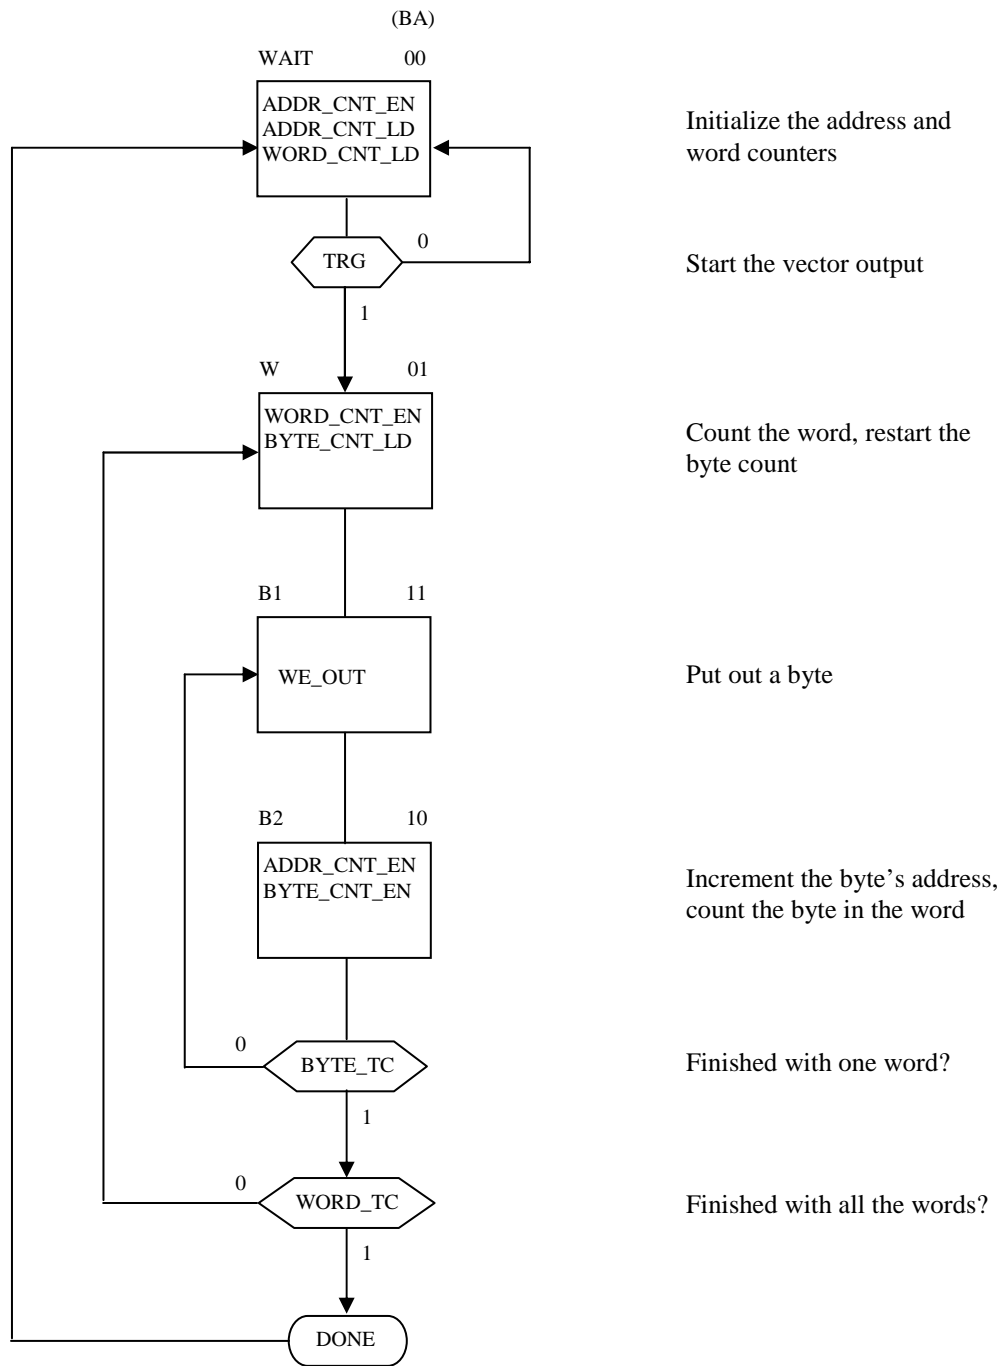 (BA)
WAIT 00
ADDR_CNT_EN
ADDR_CNT_LD
WORD_CNT_LD
Initialize the address and
word counters
0
TRG
Start the vector output
1
W 01
WORD_CNT_EN
BYTE_CNT_LD
Count the word, restart the
byte count
B1 11
WE_OUT
Put out a byte
B2 10
ADDR_CNT_EN
BYTE_CNT_EN
Increment the byte’s address,
count the byte in the word
0
BYTE_TC
Finished with one word?
1
0
WORD_TC
Finished with all the words?
1
DONE